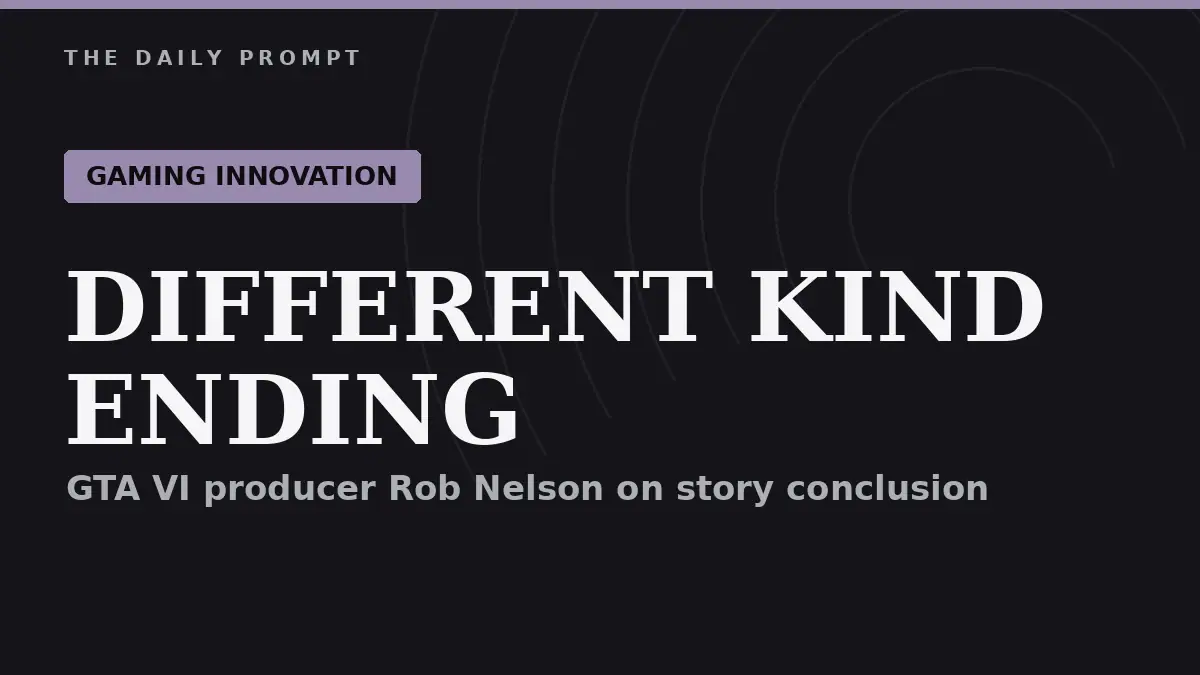 THE DAILY PROMPT
GAMING INNOVATION
DIFFERENT KIND
ENDING
GTA VI producer Rob Nelson on story conclusion